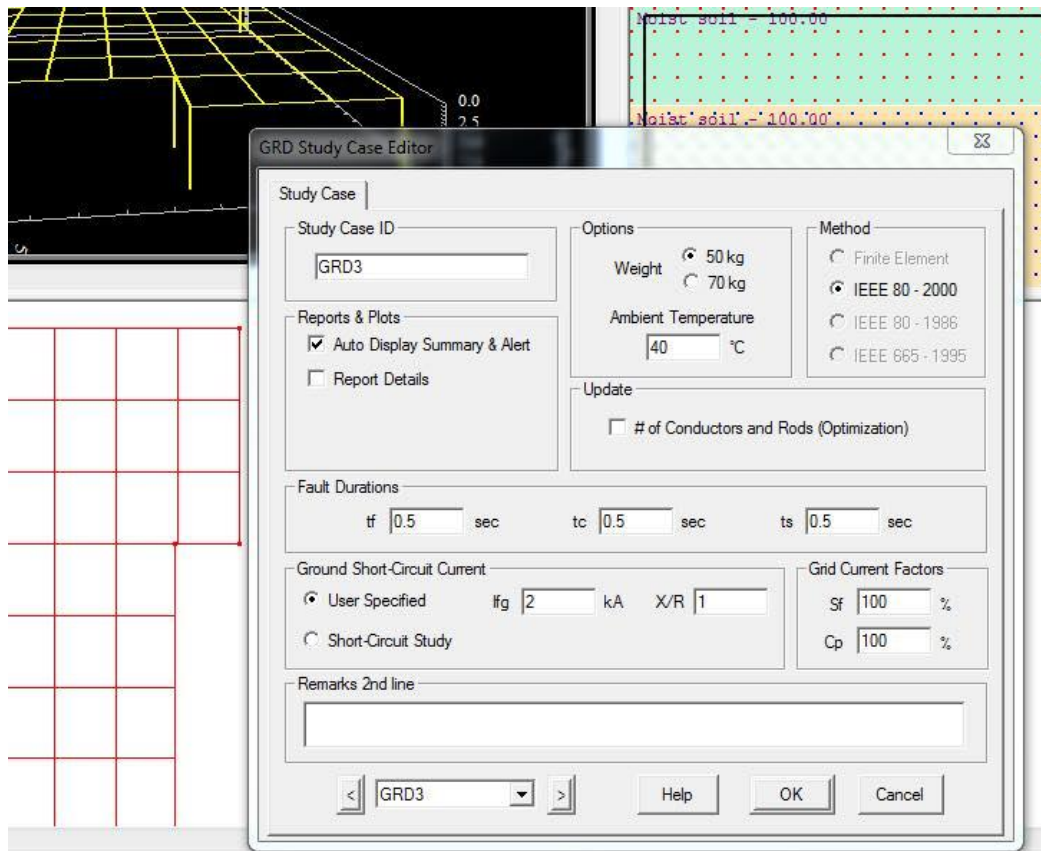 Moist soil - 100.00
0.0
2.5
Moist soil - 100.00
GRD Study Case Editor
Study Case
Study Case ID
GRD3
Options
Weight
50 kg
70 kg
Ambient Temperature
40 °C
Method
Finite Element
IEEE 80 - 2000
IEEE 80 - 1986
IEEE 665 - 1995
Reports & Plots
Auto Display Summary & Alert
Report Details
Update
# of Conductors and Rods (Optimization)
Fault Durations
tf 0.5 sec tc 0.5 sec ts 0.5 sec
Ground Short-Circuit Current
User Specified Ifg 2 kA X/R 1
Short-Circuit Study
Grid Current Factors
Sf 100 %
Cp 100 %
Remarks 2nd line
< GRD3 > Help OK Cancel